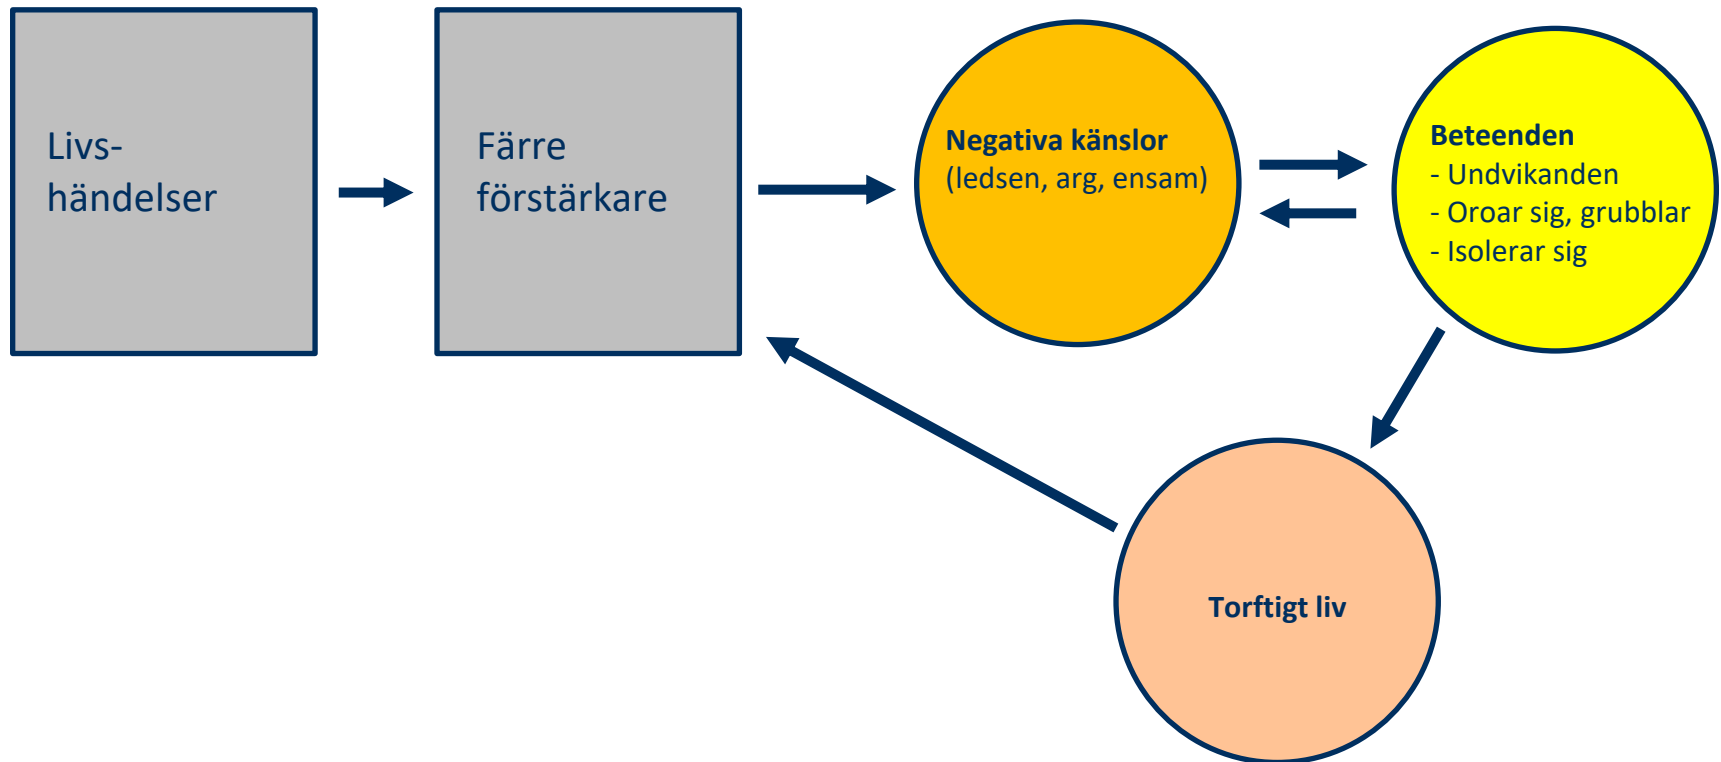 Livs-
händelser
Färre
förstärkare
Negativa känslor
(ledsen, arg, ensam)
Beteenden
- Undvikanden
- Oroar sig, grubblar
- Isolerar sig
Torftigt liv